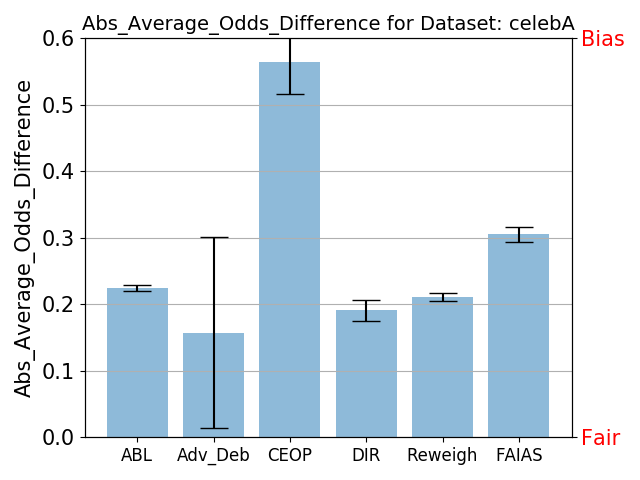 Abs_Average_Odds_Difference for Dataset: celebA
Bias
0.6
0.5
0.4
0.3
0.2
0.1
0.0
Abs_Average_Odds_Difference
Fair
ABL Adv_Deb CEOP DIR Reweigh FAIAS